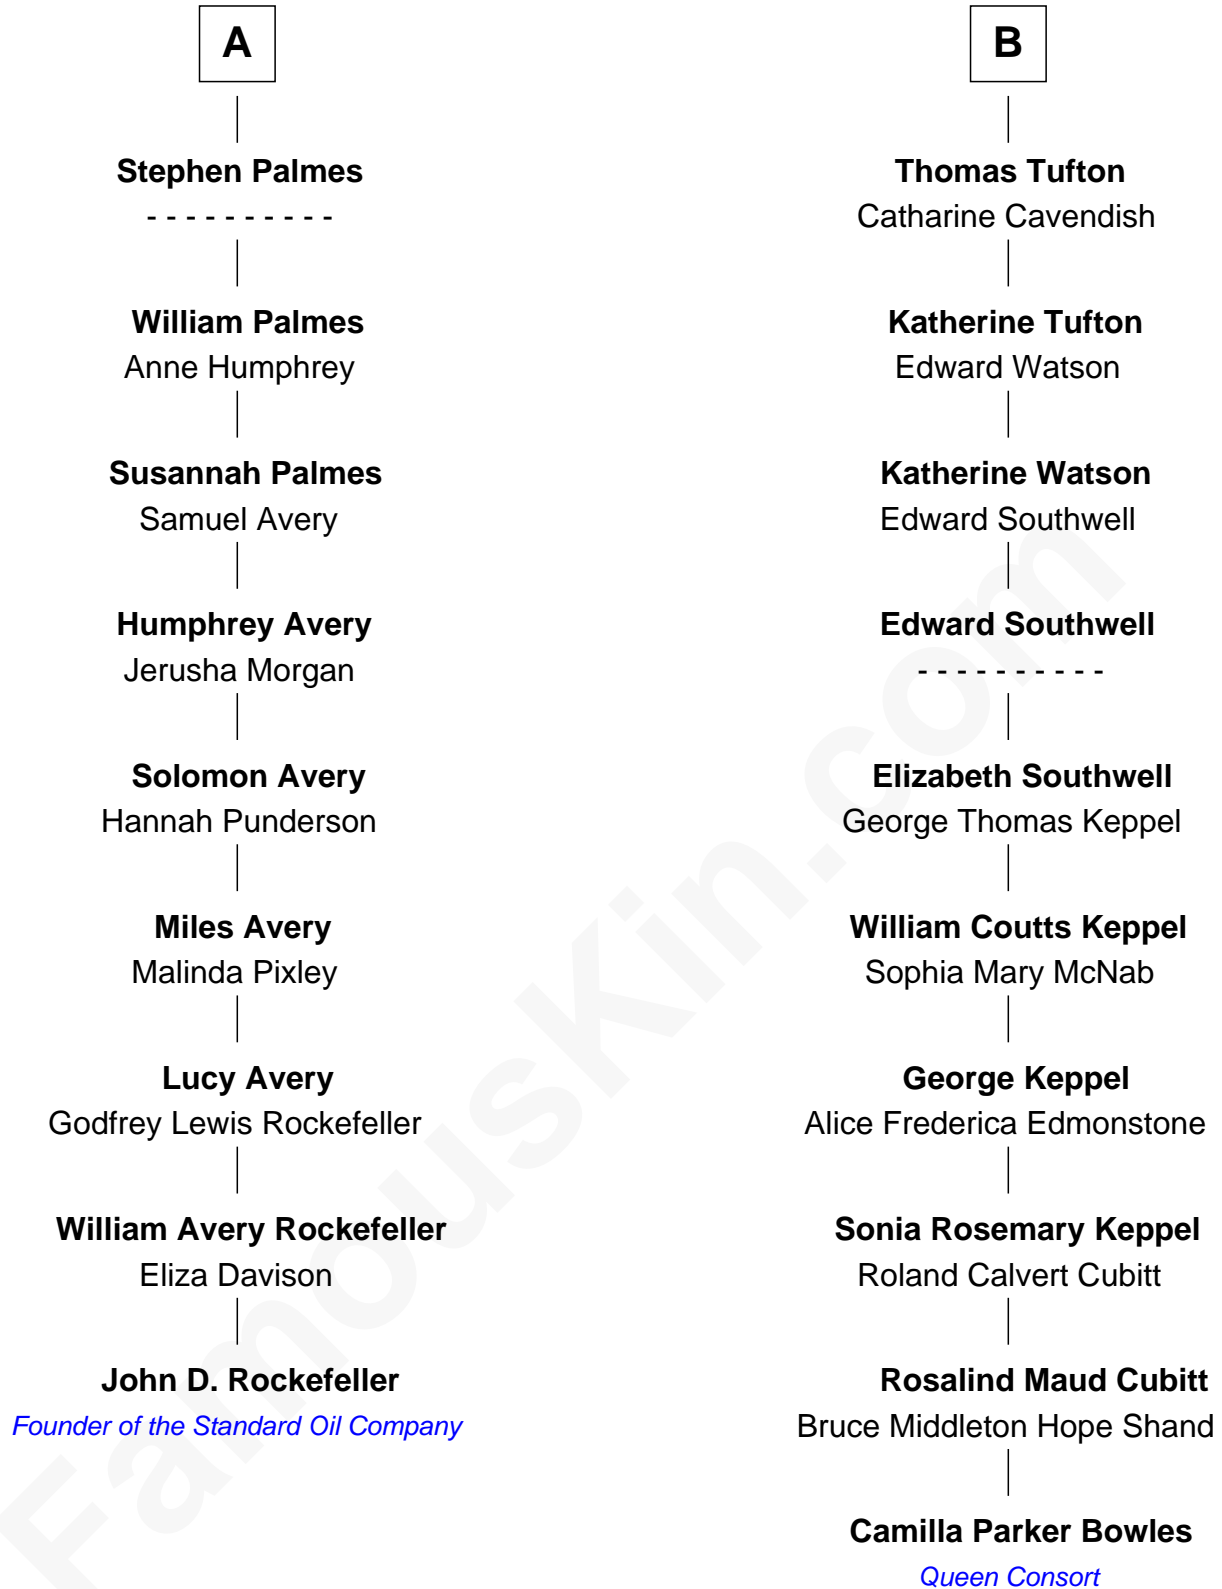 A
Stephen Palmes
- - - - - - - - - -
William Palmes
Anne Humphrey
Susannah Palmes
Samuel Avery
Humphrey Avery
Jerusha Morgan
Solomon Avery
Hannah Punderson
Miles Avery
Malinda Pixley
Lucy Avery
Godfrey Lewis Rockefeller
William Avery Rockefeller
Eliza Davison
John D. Rockefeller
Founder of the Standard Oil Company
B
Thomas Tufton
Catharine Cavendish
Katherine Tufton
Edward Watson
Katherine Watson
Edward Southwell
Edward Southwell
- - - - - - - - - -
Elizabeth Southwell
George Thomas Keppel
William Coutts Keppel
Sophia Mary McNab
George Keppel
Alice Frederica Edmonstone
Sonia Rosemary Keppel
Roland Calvert Cubitt
Rosalind Maud Cubitt
Bruce Middleton Hope Shand
Camilla Parker Bowles
Queen Consort
FamousKin.com